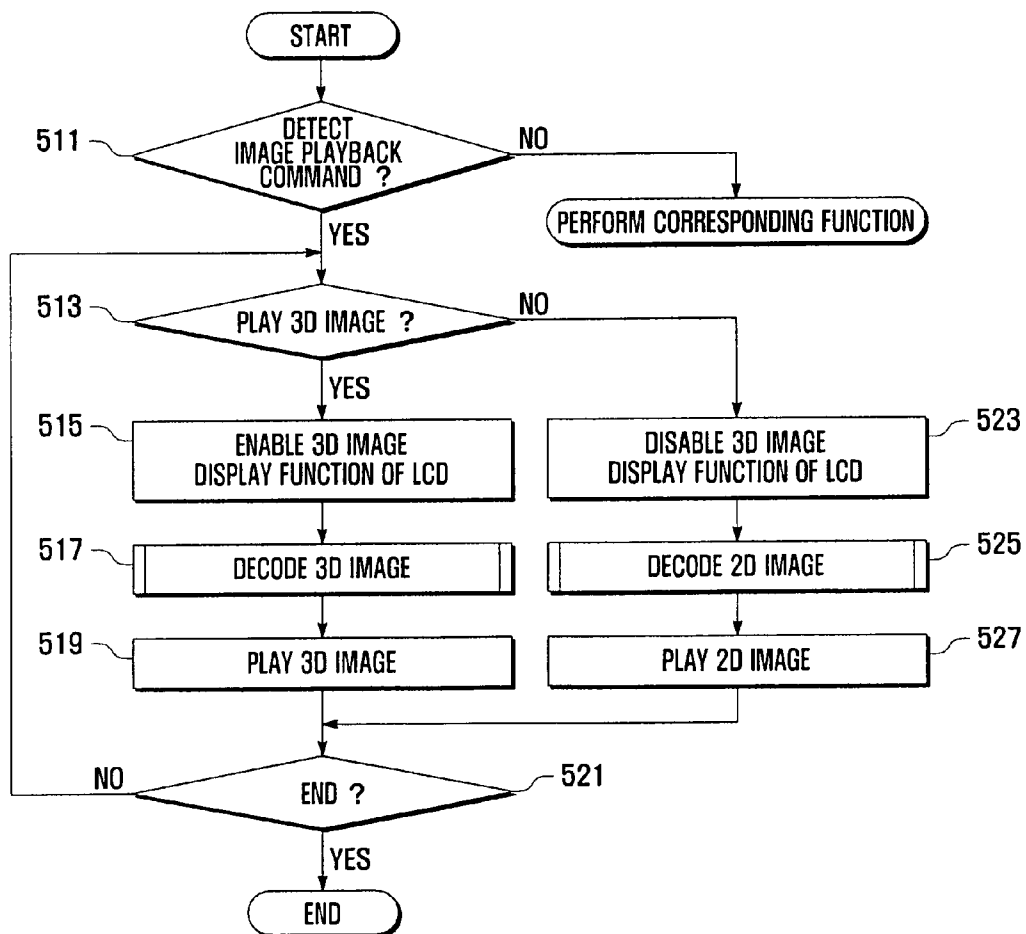 START
511
DETECT
IMAGE PLAYBACK
COMMAND ?
NO
PERFORM CORRESPONDING FUNCTION
YES
513
PLAY 3D IMAGE ?
NO
YES
515
ENABLE 3D IMAGE
DISPLAY FUNCTION OF LCD
523
DISABLE 3D IMAGE
DISPLAY FUNCTION OF LCD
517
DECODE 3D IMAGE
525
DECODE 2D IMAGE
519
PLAY 3D IMAGE
527
PLAY 2D IMAGE
NO
END ?
521
YES
END